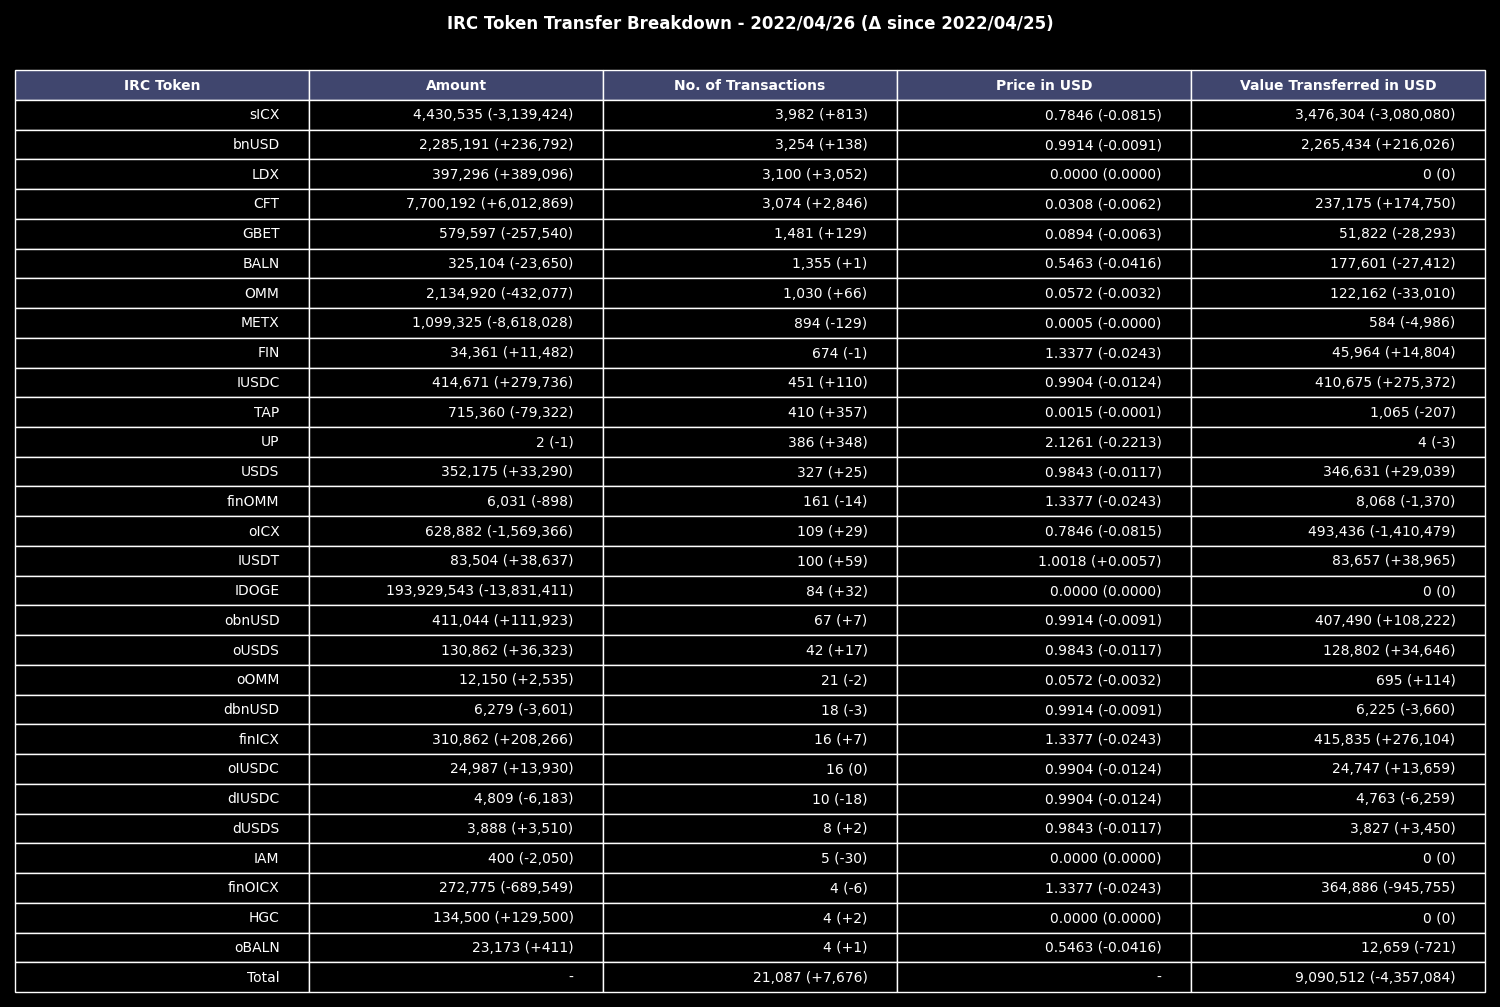 IRC Token Transfer Breakdown - 2022/04/26 (Δ since 2022/04/25)
IRC Token Amount No. of Transactions Price in USD Value Transferred in USD
sICX 4,430,535 (-3,139,424) 3,982 (+813) 0.7846 (-0.0815) 3,476,304 (-3,080,080)
bnUSD 2,285,191 (+236,792) 3,254 (+138) 0.9914 (-0.0091) 2,265,434 (+216,026)
LDX 397,296 (+389,096) 3,100 (+3,052) 0.0000 (0.0000) 0 (0)
CFT 7,700,192 (+6,012,869) 3,074 (+2,846) 0.0308 (-0.0062) 237,175 (+174,750)
GBET 579,597 (-257,540) 1,481 (+129) 0.0894 (-0.0063) 51,822 (-28,293)
BALN 325,104 (-23,650) 1,355 (+1) 0.5463 (-0.0416) 177,601 (-27,412)
OMM 2,134,920 (-432,077) 1,030 (+66) 0.0572 (-0.0032) 122,162 (-33,010)
METX 1,099,325 (-8,618,028) 894 (-129) 0.0005 (-0.0000) 584 (-4,986)
FIN 34,361 (+11,482) 674 (-1) 1.3377 (-0.0243) 45,964 (+14,804)
IUSDC 414,671 (+279,736) 451 (+110) 0.9904 (-0.0124) 410,675 (+275,372)
TAP 715,360 (-79,322) 410 (+357) 0.0015 (-0.0001) 1,065 (-207)
UP 2 (-1) 386 (+348) 2.1261 (-0.2213) 4 (-3)
USDS 352,175 (+33,290) 327 (+25) 0.9843 (-0.0117) 346,631 (+29,039)
finOMM 6,031 (-898) 161 (-14) 1.3377 (-0.0243) 8,068 (-1,370)
oICX 628,882 (-1,569,366) 109 (+29) 0.7846 (-0.0815) 493,436 (-1,410,479)
IUSDT 83,504 (+38,637) 100 (+59) 1.0018 (+0.0057) 83,657 (+38,965)
IDOGE 193,929,543 (-13,831,411) 84 (+32) 0.0000 (0.0000) 0 (0)
obnUSD 411,044 (+111,923) 67 (+7) 0.9914 (-0.0091) 407,490 (+108,222)
oUSDS 130,862 (+36,323) 42 (+17) 0.9843 (-0.0117) 128,802 (+34,646)
oOMM 12,150 (+2,535) 21 (-2) 0.0572 (-0.0032) 695 (+114)
dbnUSD 6,279 (-3,601) 18 (-3) 0.9914 (-0.0091) 6,225 (-3,660)
finICX 310,862 (+208,266) 16 (+7) 1.3377 (-0.0243) 415,835 (+276,104)
oIUSDC 24,987 (+13,930) 16 (0) 0.9904 (-0.0124) 24,747 (+13,659)
dIUSDC 4,809 (-6,183) 10 (-18) 0.9904 (-0.0124) 4,763 (-6,259)
dUSDS 3,888 (+3,510) 8 (+2) 0.9843 (-0.0117) 3,827 (+3,450)
IAM 400 (-2,050) 5 (-30) 0.0000 (0.0000) 0 (0)
finOICX 272,775 (-689,549) 4 (-6) 1.3377 (-0.0243) 364,886 (-945,755)
HGC 134,500 (+129,500) 4 (+2) 0.0000 (0.0000) 0 (0)
oBALN 23,173 (+411) 4 (+1) 0.5463 (-0.0416) 12,659 (-721)
Total - 21,087 (+7,676) - 9,090,512 (-4,357,084)